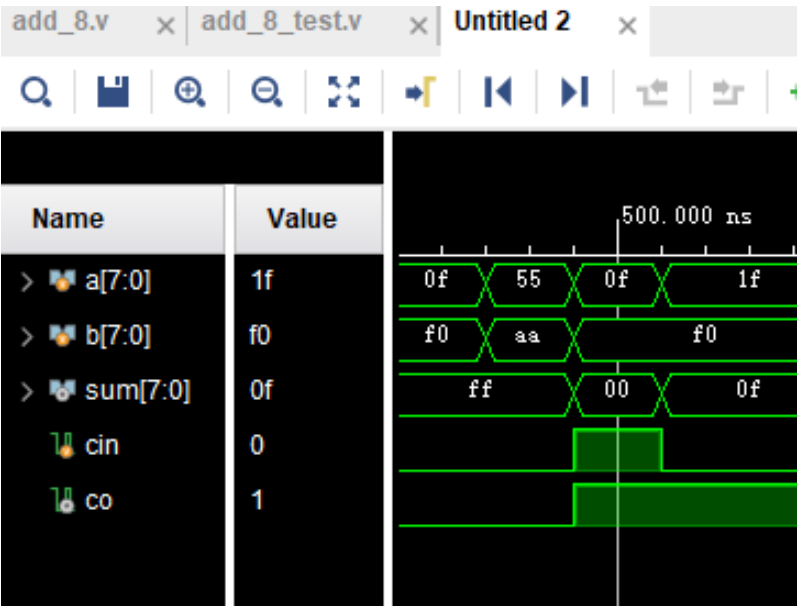 add_8.v × add_8_test.v × Untitled 2 ×
Name Value 500.000 ns
a[7:0] 1f 0f 55 0f 1f
b[7:0] f0 f0 aa f0
sum[7:0] 0f ff 00 0f
cin 0
co 1